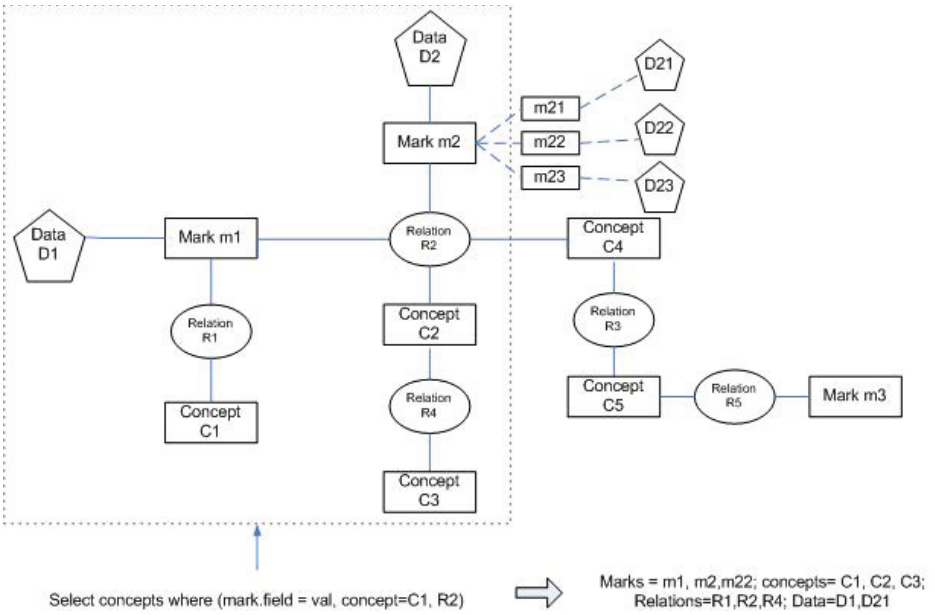 Data
D2
D21
m21
Mark m2
m22
D22
m23
D23
Data
D1
Mark m1
Relation
R2
Concept
C4
Relation
R1
Concept
C2
Relation
R3
Concept
C1
Relation
R4
Concept
C5
Relation
R5
Mark m3
Concept
C3
Select concepts where (mark.field = val, concept=C1, R2)
Marks = m1, m2,m22; concepts= C1, C2, C3;
Relations=R1,R2,R4; Data=D1,D21